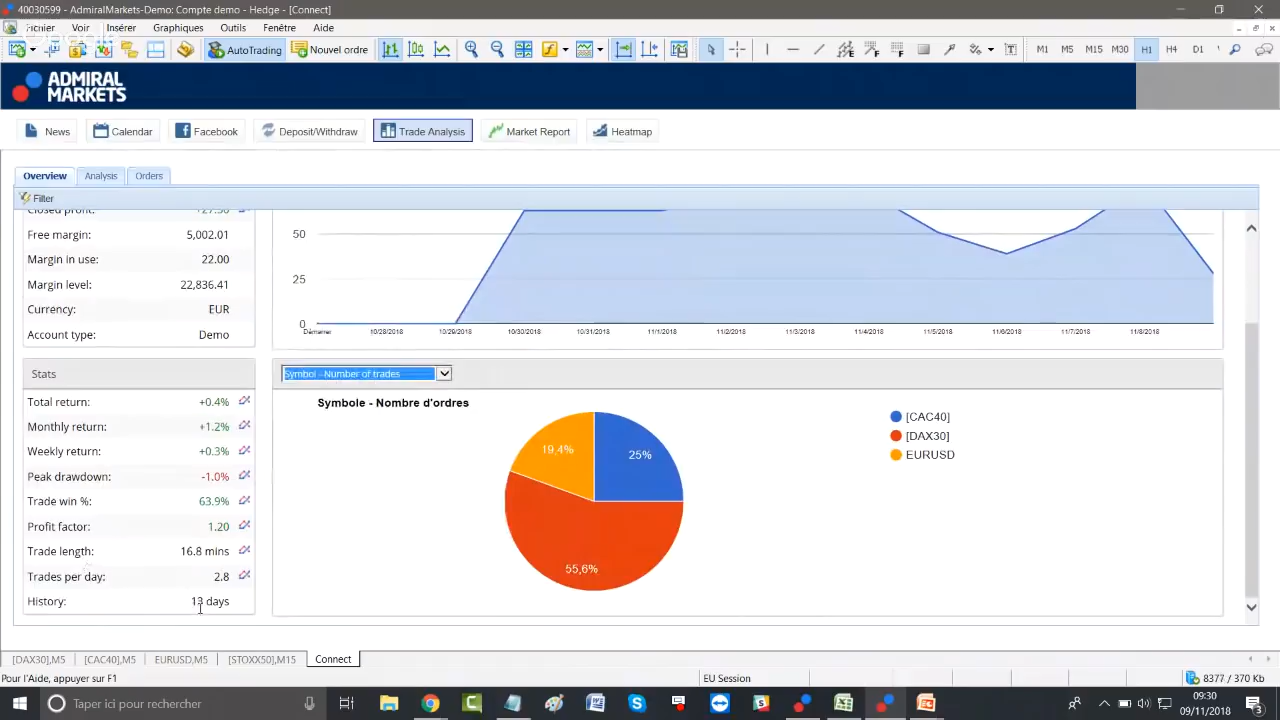 40030599 - AdmiralMarkets-Demo: Compte demo - Hedge - [Connect]
Fichier Voir Insérer Graphiques Outils Fenêtre Aide
AutoTrading Nouvel ordre M1 M5 M15 M30 H1 H4 D1
ADMIRAL
MARKETS
News Calendar Facebook Deposit/Withdraw Trade Analysis Market Report Heatmap
Overview Analysis Orders
Filter
Closed profit:
Free margin: 5,002.01
Margin in use: 22.00
Margin level: 22,836.41
Currency: EUR
Account type: Demo
50
25
0
Démarrer 10/28/2018 10/29/2018 10/30/2018 10/31/2018 11/1/2018 11/2/2018 11/3/2018 11/4/2018 11/5/2018 11/6/2018 11/7/2018 11/8/2018
Stats
Total return: +0.4%
Monthly return: +1.2%
Weekly return: +0.3%
Peak drawdown: -1.0%
Trade win %: 63.9%
Profit factor: 1.20
Trade length: 16.8 mins
Trades per day: 2.8
History: 13 days
Symbol - Number of trades
Symbole - Nombre d'ordres
19,4%
25%
55,6%
[CAC40]
[DAX30]
EURUSD
[DAX30],M5 [CAC40],M5 EURUSD,M5 [STOXX50],M15 Connect
Pour l'Aide, appuyer sur F1 EU Session 8377 / 370 Kb
Taper ici pour rechercher
09:30
09/11/2018